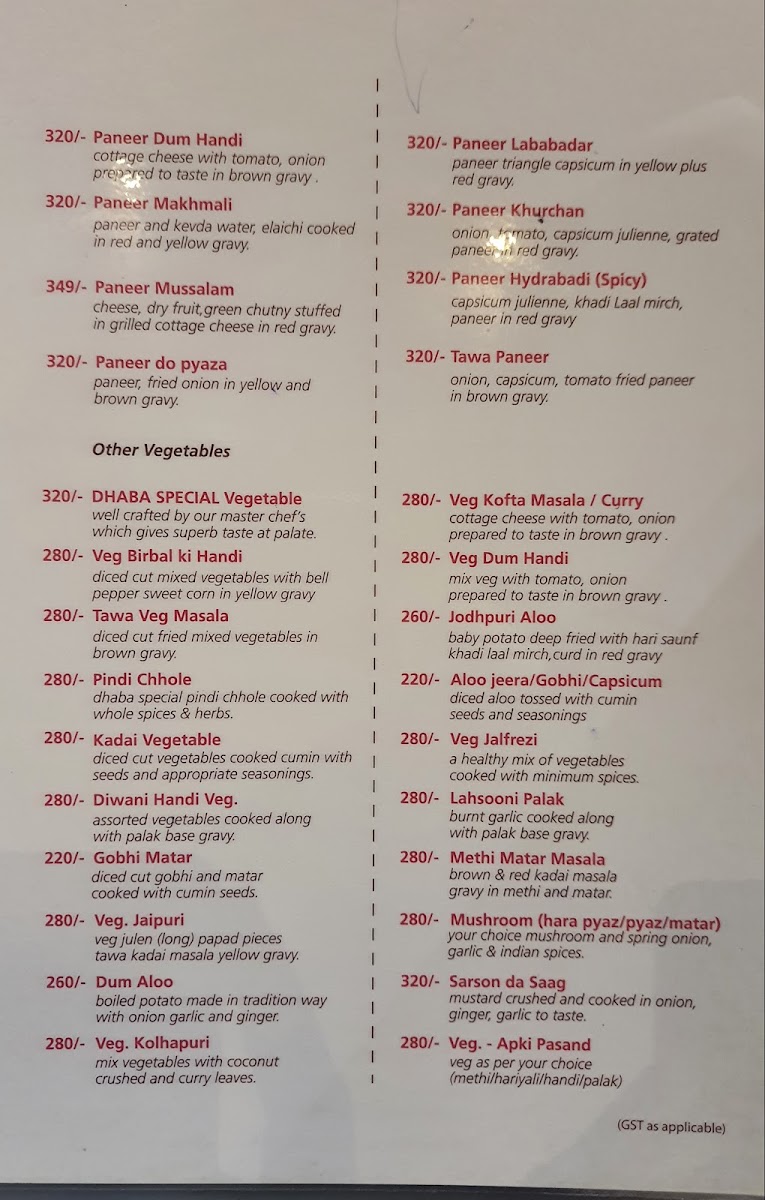 320/- Paneer Dum Handi
cottage cheese with tomato, onion
prepared to taste in brown gravy .
320/- Paneer Makhmali
paneer and kevda water, elaichi cooked
in red and yellow gravy.
349/- Paneer Mussalam
cheese, dry fruit,green chutny stuffed
in grilled cottage cheese in red gravy.
320/- Paneer do pyaza
paneer, fried onion in yellow and
brown gravy.
Other Vegetables
320/- DHABA SPECIAL Vegetable
well crafted by our master chef's
which gives superb taste at palate.
280/- Veg Birbal ki Handi
diced cut mixed vegetables with bell
pepper sweet corn in yellow gravy
280/- Tawa Veg Masala
diced cut fried mixed vegetables in
brown gravy.
280/- Pindi Chhole
dhaba special pindi chhole cooked with
whole spices & herbs.
280/- Kadai Vegetable
diced cut vegetables cooked cumin with
seeds and appropriate seasonings.
280/- Diwani Handi Veg.
assorted vegetables cooked along
with palak base gravy.
220/- Gobhi Matar
diced cut gobhi and matar
cooked with cumin seeds.
280/- Veg. Jaipuri
veg julen (long) papad pieces
tawa kadai masala yellow gravy.
260/- Dum Aloo
boiled potato made in tradition way
with onion garlic and ginger.
280/- Veg. Kolhapuri
mix vegetables with coconut
crushed and curry leaves.
320/- Paneer Lababadar
paneer triangle capsicum in yellow plus
red gravy.
320/- Paneer Khurchan
onion, tomato, capsicum julienne, grated
paneer in red gravy.
320/- Paneer Hydrabadi (Spicy)
capsicum julienne, khadi Laal mirch,
paneer in red gravy
320/- Tawa Paneer
onion, capsicum, tomato fried paneer
in brown gravy.
280/- Veg Kofta Masala / Curry
cottage cheese with tomato, onion
prepared to taste in brown gravy .
280/- Veg Dum Handi
mix veg with tomato, onion
prepared to taste in brown gravy .
260/- Jodhpuri Aloo
baby potato deep fried with hari saunf
khadi laal mirch,curd in red gravy
220/- Aloo jeera/Gobhi/Capsicum
diced aloo tossed with cumin
seeds and seasonings
280/- Veg Jalfrezi
a healthy mix of vegetables
cooked with minimum spices.
280/- Lahsooni Palak
burnt garlic cooked along
with palak base gravy.
280/- Methi Matar Masala
brown & red kadai masala
gravy in methi and matar.
280/- Mushroom (hara pyaz/pyaz/matar)
your choice mushroom and spring onion,
garlic & indian spices.
320/- Sarson da Saag
mustard crushed and cooked in onion,
ginger, garlic to taste.
280/- Veg. - Apki Pasand
veg as per your choice
(methi/hariyali/handi/palak)
(GST as applicable)